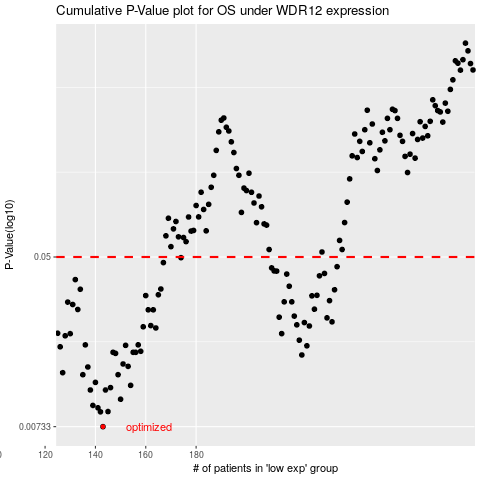 Cumulative P-Value plot for OS under WDR12 expression
P-Value(log10)
0.05
0.00733
optimized
0 120 140 160 180
# of patients in 'low exp' group